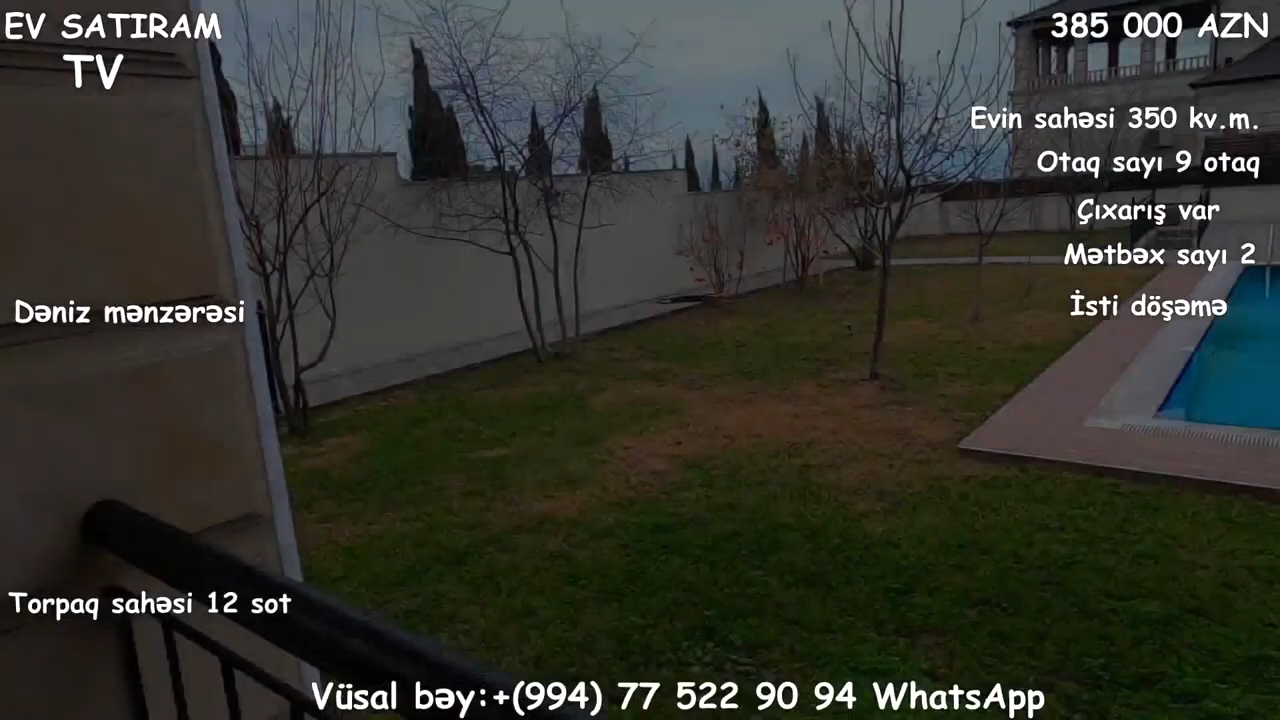 EV SATIRAM
TV
385 000 AZN
Evin sahəsi 350 kv.m.
Otaq sayı 9 otaq
Çıxarış var
Mətbəx sayı 2
İsti döşəmə
Dəniz mənzərəsi
Torpaq sahəsi 12 sot
Vüsal bəy:+(994) 77 522 90 94 WhatsApp